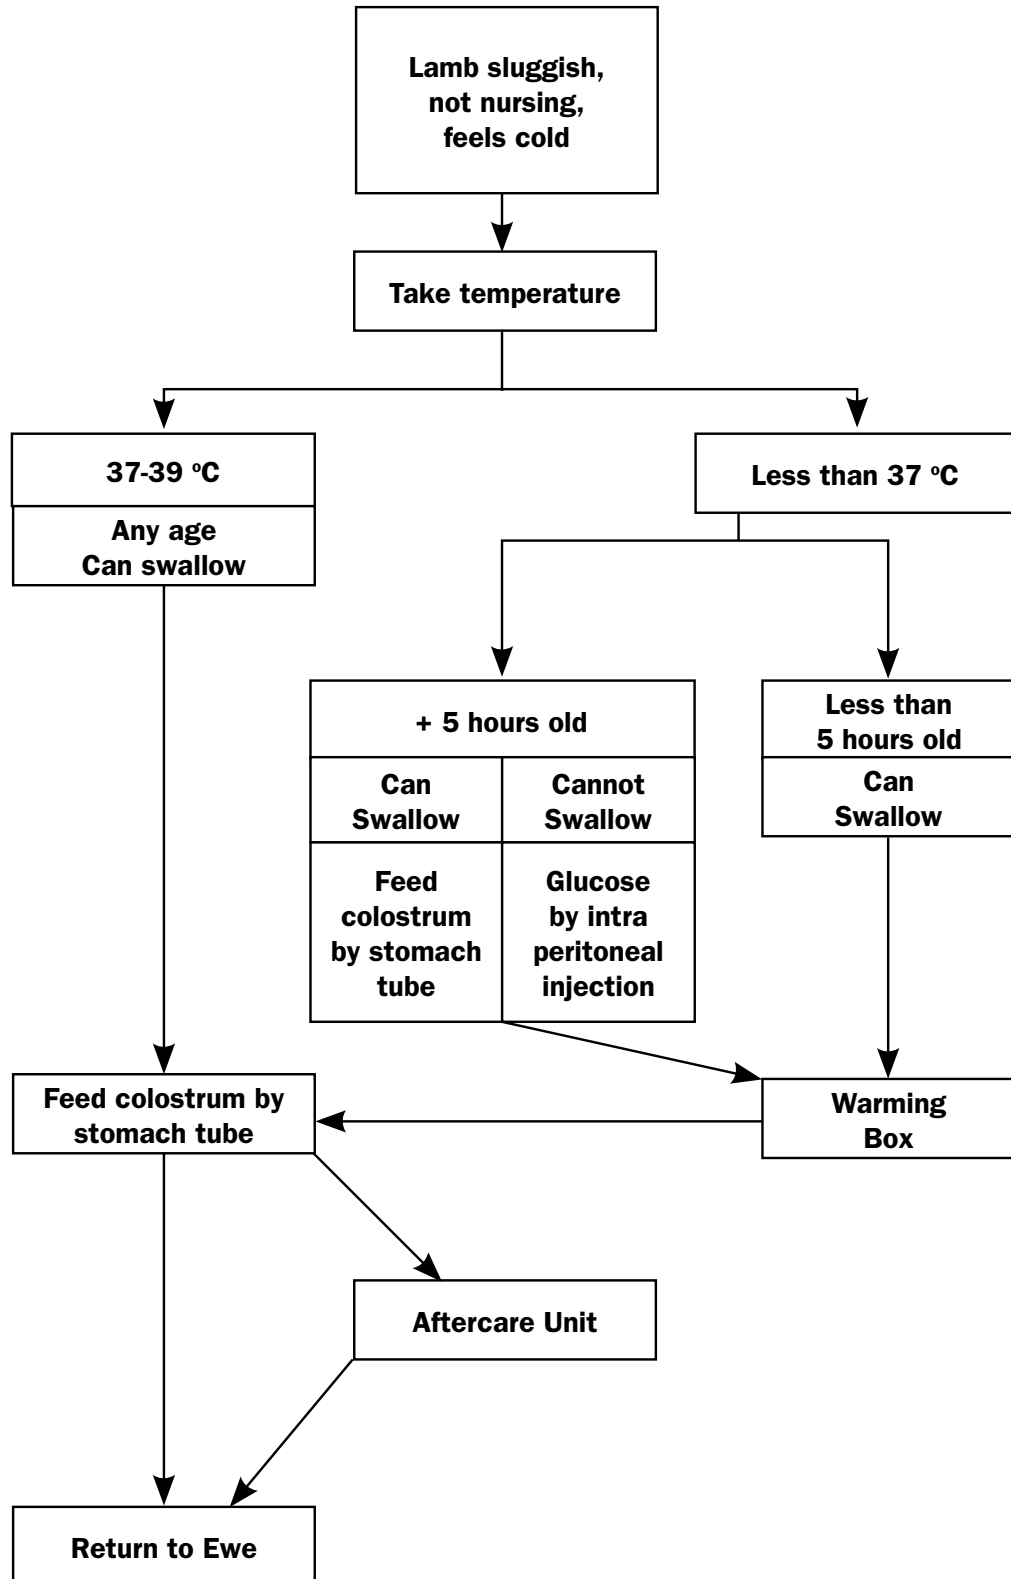 Lamb sluggish,
not nursing,
feels cold
Take temperature
37-39 ºC
Any age
Can swallow
Less than 37 ºC
+ 5 hours old
Can
Swallow
Cannot
Swallow
Feed
colostrum
by stomach
tube
Glucose
by intra
peritoneal
injection
Less than
5 hours old
Can
Swallow
Feed colostrum by
stomach tube
Warming
Box
Aftercare Unit
Return to Ewe